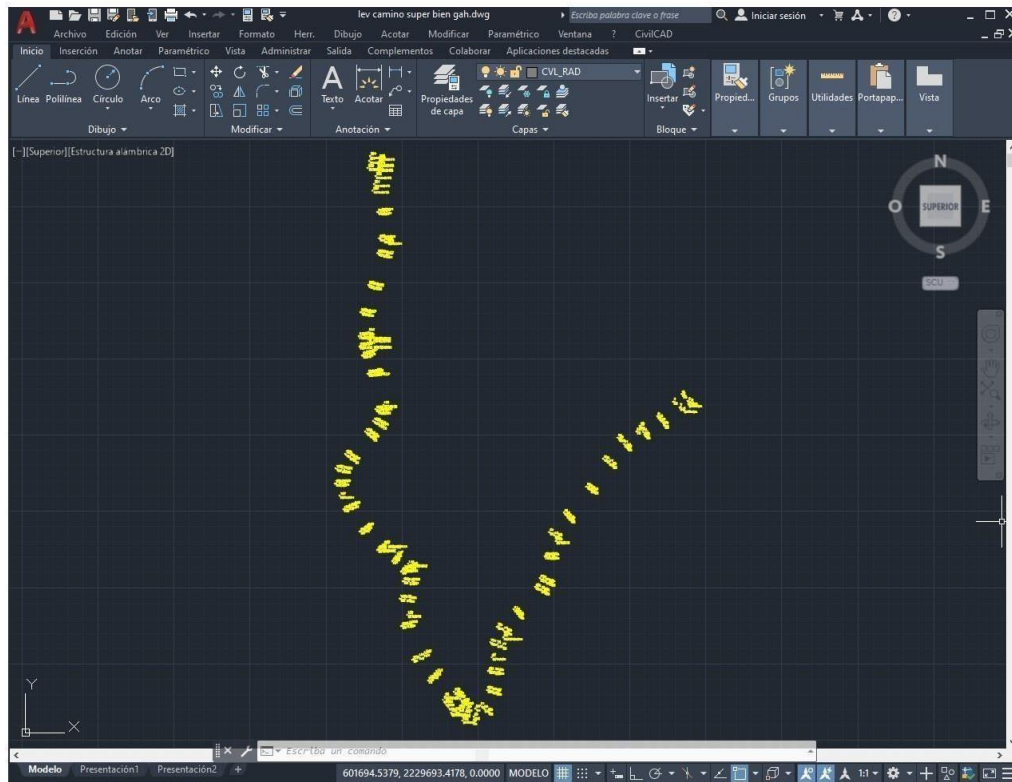 lev camino super bien gah.dwg
Escriba palabra clave o frase
Iniciar sesión
Archivo Edición Ver Insertar Formato Herr. Dibujo Acotar Modificar Paramétrico Ventana ? CivilCAD
Inicio Inserción Anotar Paramétrico Vista Administrar Salida Complementos Colaborar Aplicaciones destacadas
CVL_RAD
Línea Polilínea Círculo Arco Texto Acotar Propiedades de capa Insertar Propied... Grupos Utilidades Portapap... Vista
Dibujo Modificar Anotación Capas Bloque
[−][Superior][Estructura alámbrica 2D]
N
O SUPERIOR E
S
SCU
Y
X
Escriba un comando
Modelo Presentación1 Presentación2 + 601694.5379, 2229693.4178, 0.0000 MODELO 1:1